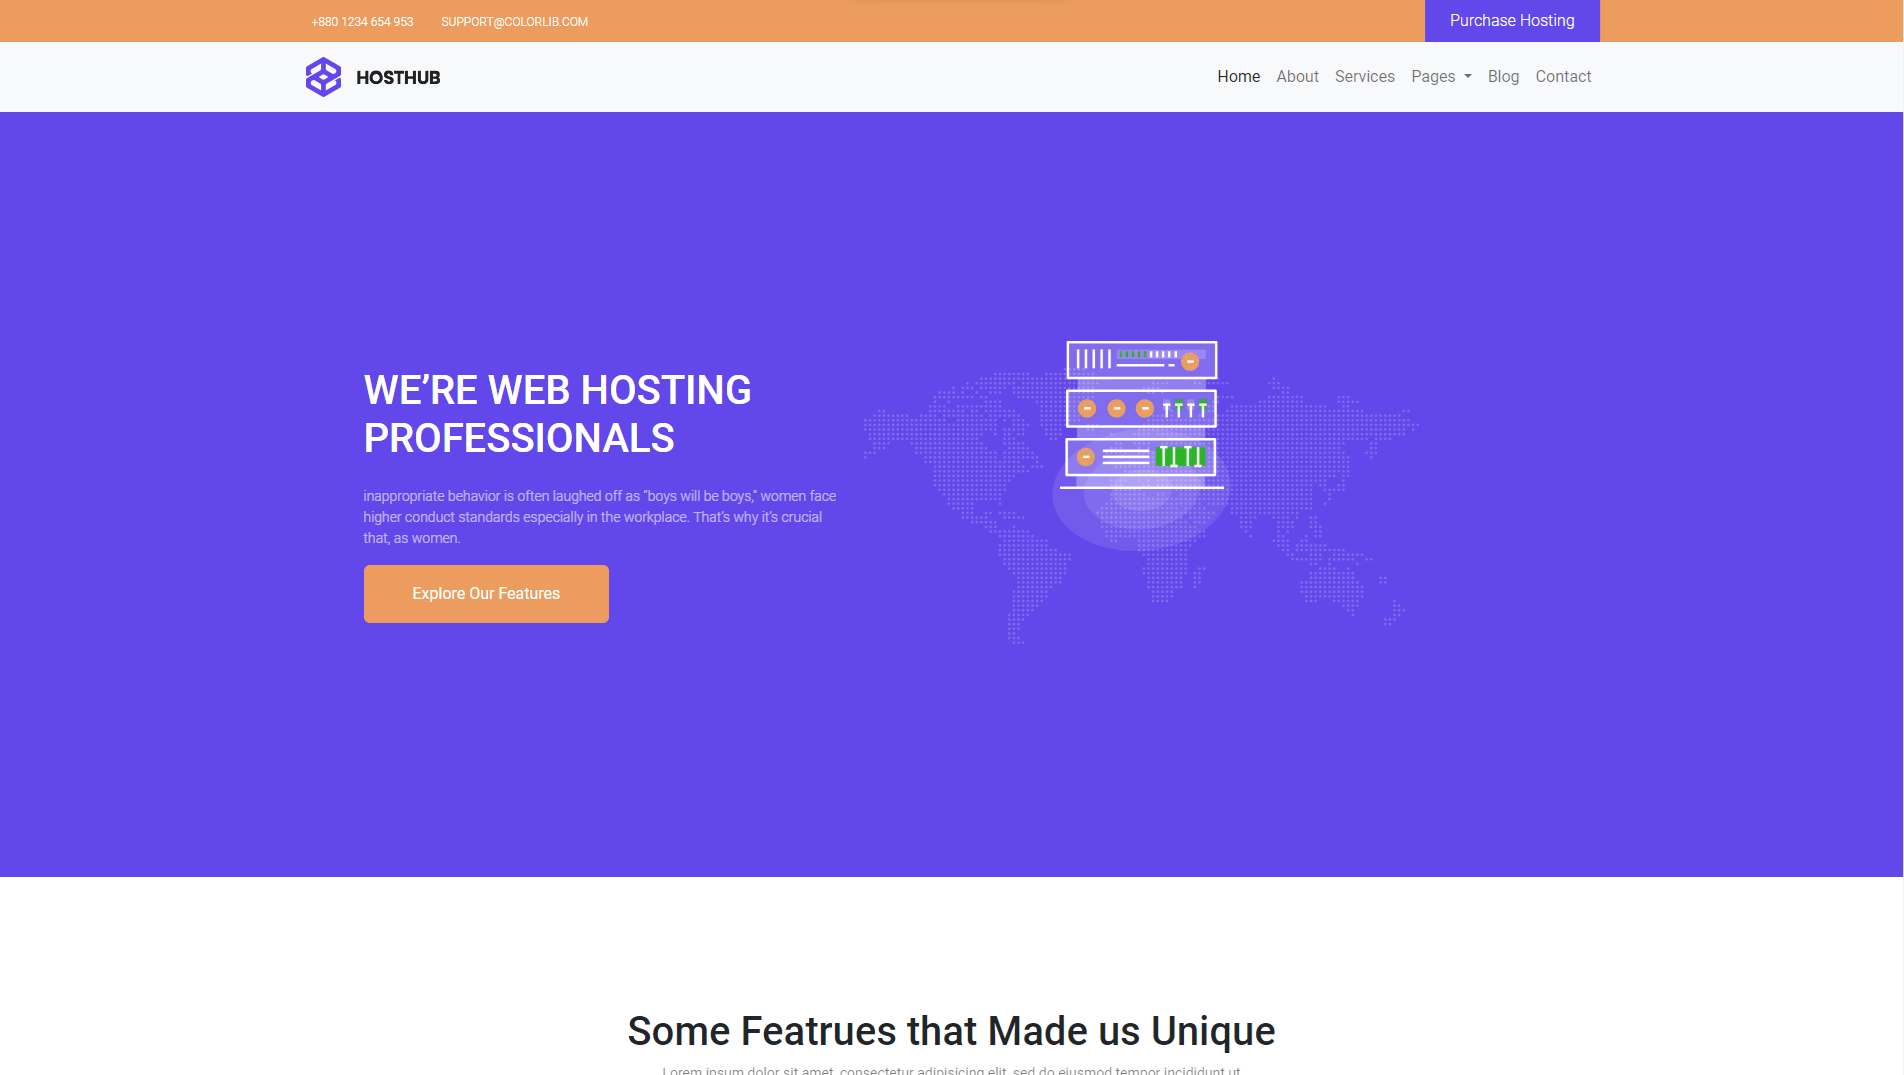 +880 1234 654 953 SUPPORT@COLORLIB.COM Purchase Hosting
HOSTHUB Home About Services Pages Blog Contact
WE’RE WEB HOSTING
PROFESSIONALS
inappropriate behavior is often laughed off as “boys will be boys,” women face
higher conduct standards especially in the workplace. That’s why it’s crucial
that, as women.
Explore Our Features
Some Featrues that Made us Unique
Lorem ipsum dolor sit amet, consectetur adipisicing elit, sed do eiusmod tempor incididunt ut